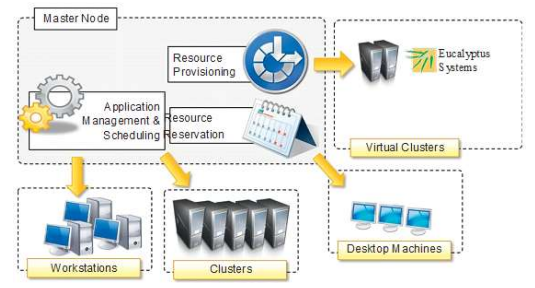 Master Node
Resource
Provisioning
Eucalyptus
Systems
Application
Management &
Scheduling
Resource
Reservation
Virtual Clusters
Workstations
Clusters
Desktop Machines